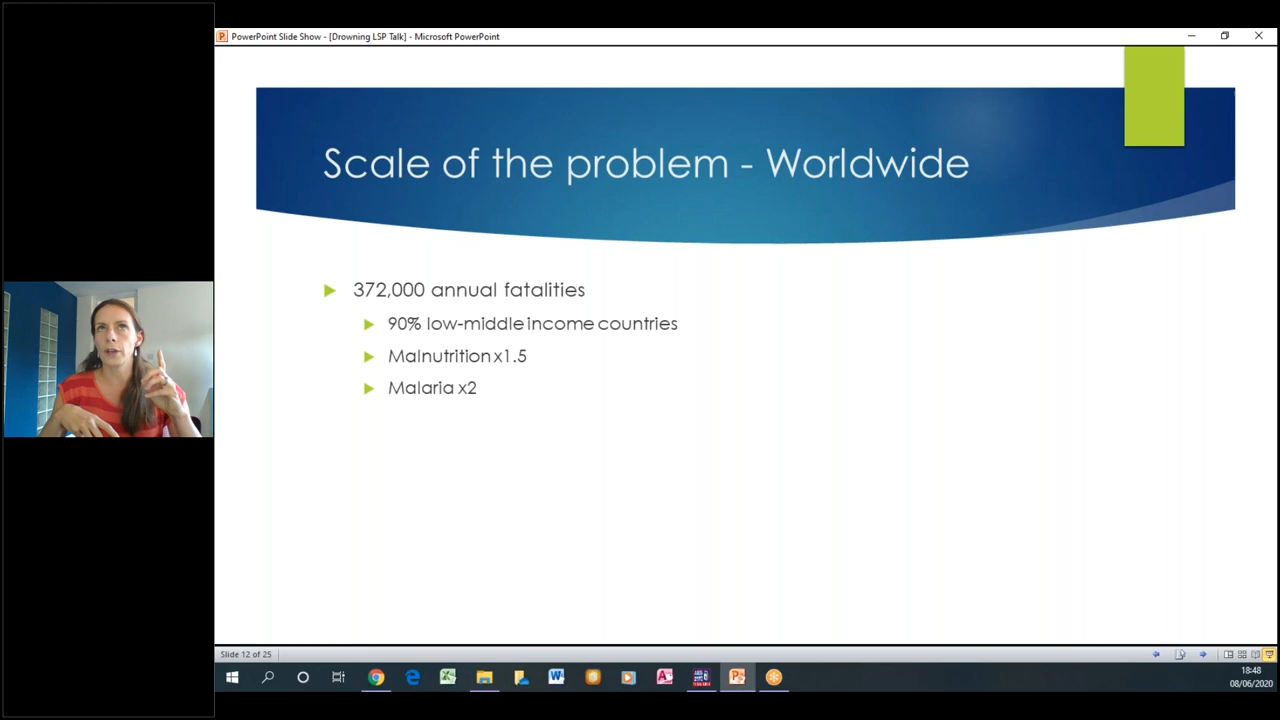 PowerPoint Slide Show - [Drowning LSP Talk] - Microsoft PowerPoint
Scale of the problem - Worldwide
372,000 annual fatalities
90% low-middle income countries
Malnutrition x1.5
Malaria x2
Slide 12 of 25
18:48
08/06/2020